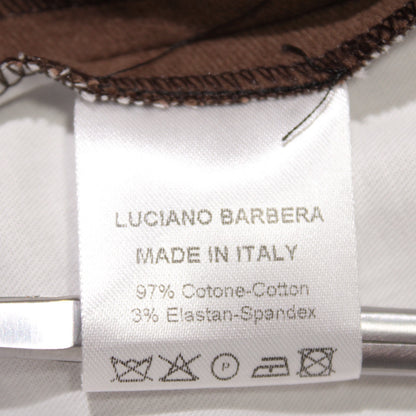 LUCIANO BARBERA
MADE IN ITALY
97% Cotone-Cotton
3% Elastan-Spandex
P